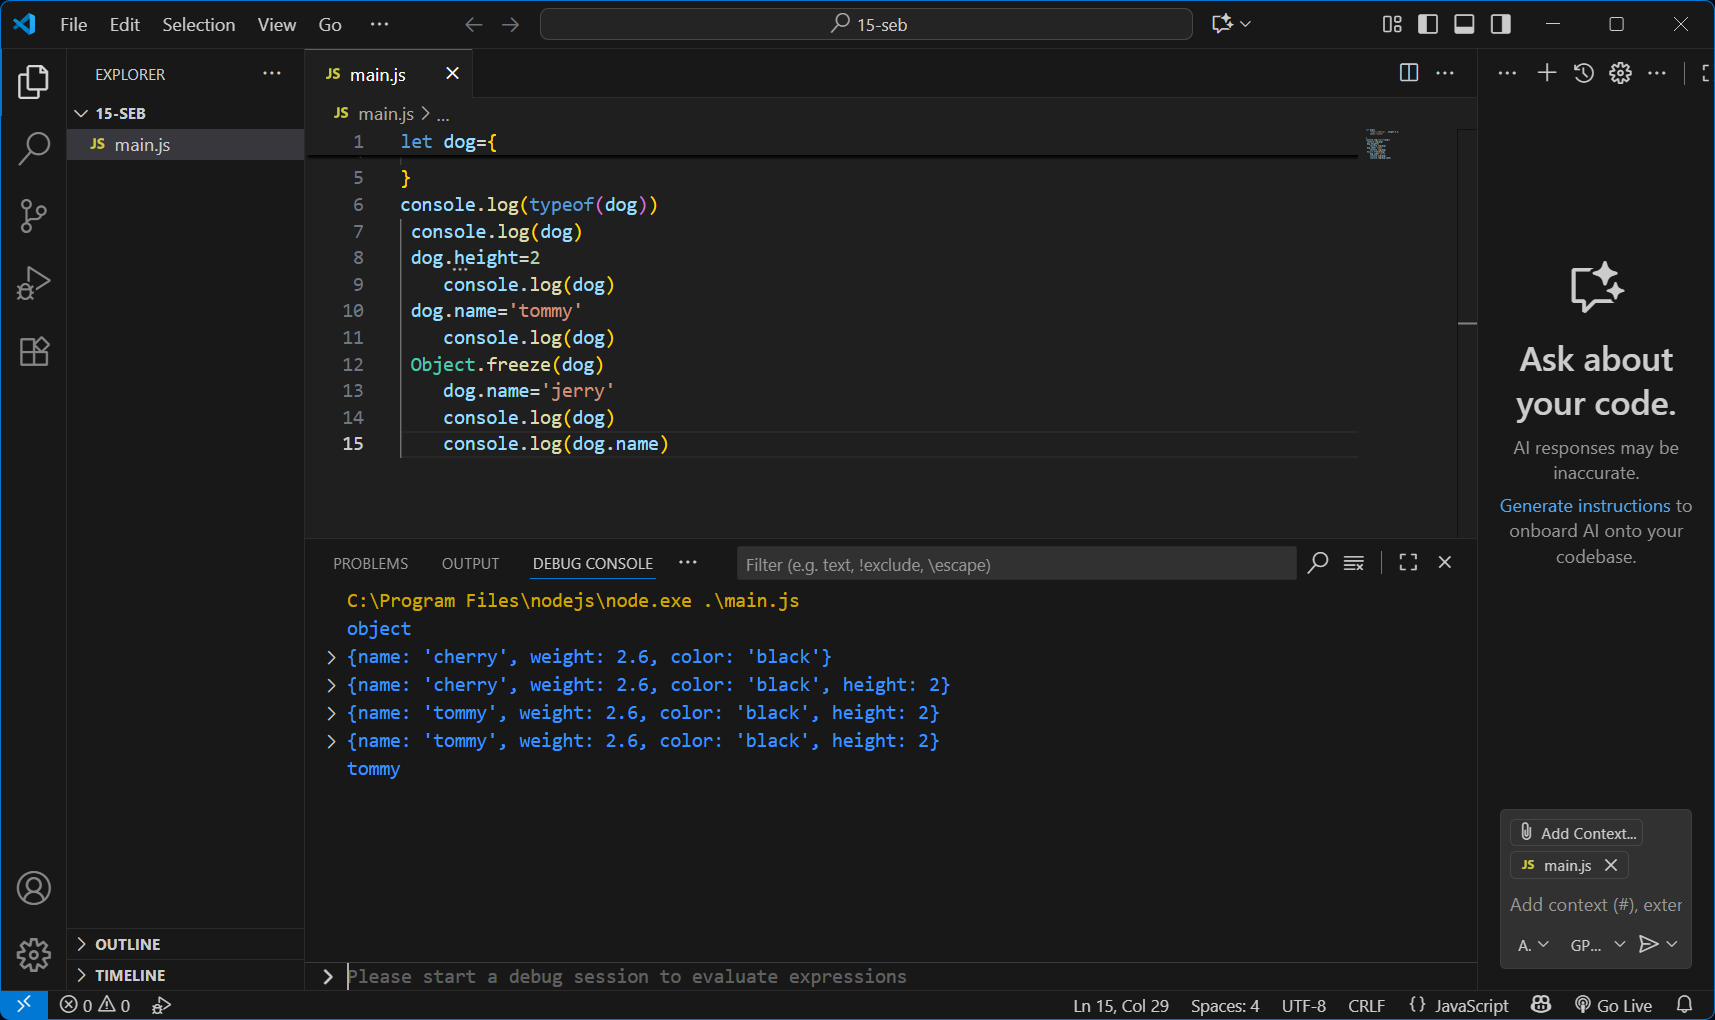 File Edit Selection View Go ··· 15-seb
EXPLORER ···
15-SEB
JS main.js
JS main.js
JS main.js > ...
1 let dog={
5 }
6 console.log(typeof(dog))
7 console.log(dog)
8 dog.height=2
9 console.log(dog)
10 dog.name='tommy'
11 console.log(dog)
12 Object.freeze(dog)
13 dog.name='jerry'
14 console.log(dog)
15 console.log(dog.name)
PROBLEMS OUTPUT DEBUG CONSOLE ··· Filter (e.g. text, !exclude, \escape)
C:\Program Files\nodejs\node.exe .\main.js
object
> {name: 'cherry', weight: 2.6, color: 'black'}
> {name: 'cherry', weight: 2.6, color: 'black', height: 2}
> {name: 'tommy', weight: 2.6, color: 'black', height: 2}
> {name: 'tommy', weight: 2.6, color: 'black', height: 2}
tommy
> Please start a debug session to evaluate expressions
Ask about
your code.
AI responses may be
inaccurate.
Generate instructions to
onboard AI onto your
codebase.
Add Context...
JS main.js
Add context (#), exter
A. GP...
OUTLINE
TIMELINE
0 0 Ln 15, Col 29 Spaces: 4 UTF-8 CRLF {} JavaScript Go Live